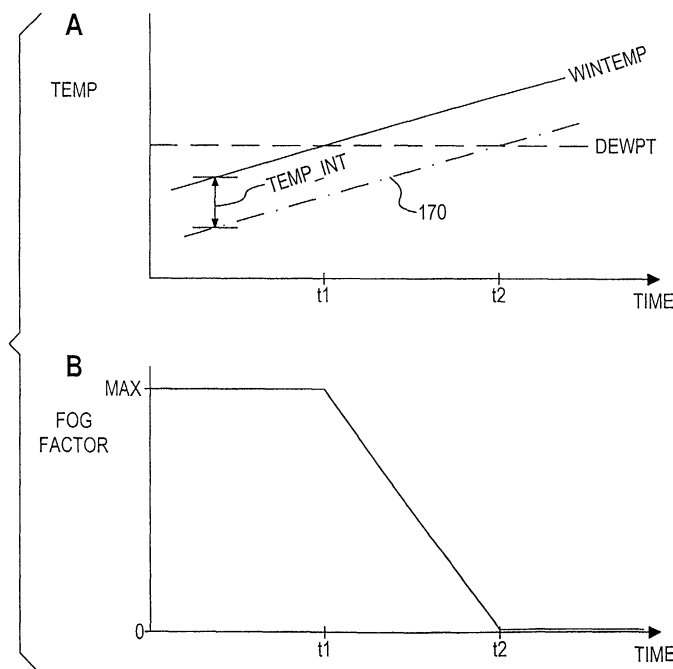 A
TEMP
WINTEMP
DEWPT
TEMP_INT
170
t1
t2
TIME
B
MAX
FOG
FACTOR
0
t1
t2
TIME